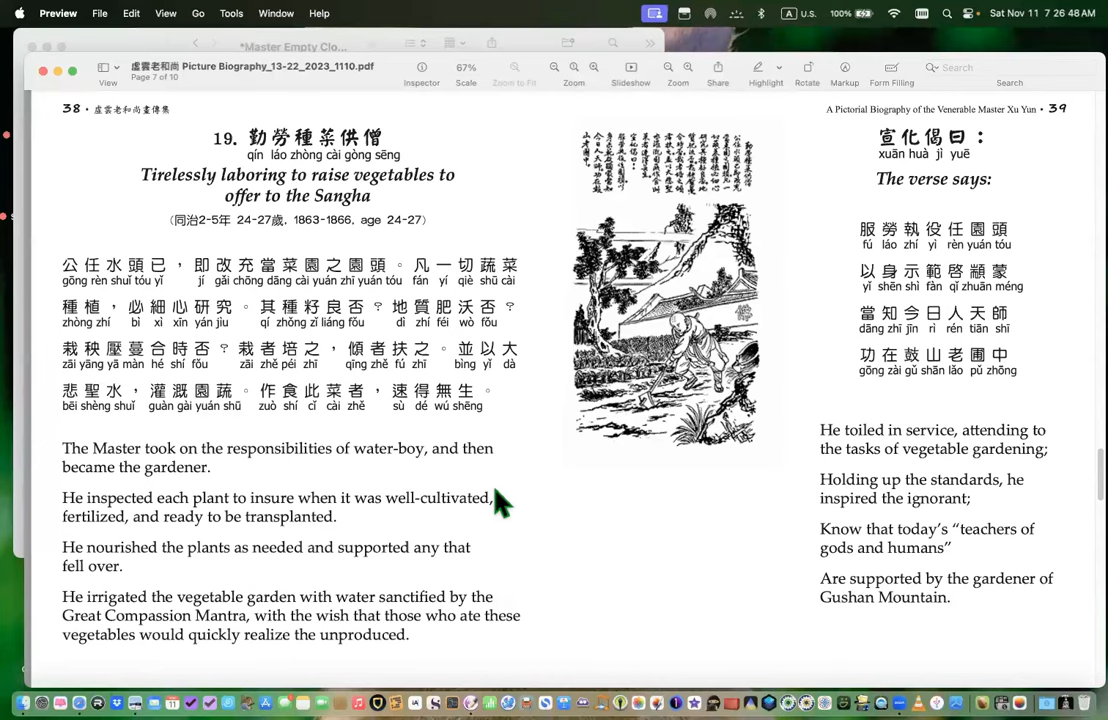 Preview File Edit View Go Tools Window Help
A U.S. 100% Sat Nov 11 7 26 48 AM
*Master Empty Clo...
虛雲老和尚 Picture Biography_13-22_2023_1110.pdf
Page 7 of 10
67%
Search
View Inspector Scale Zoom to Fit Zoom Slideshow Zoom Share Highlight Rotate Markup Form Filling Search
38 • 虛雲老和尚畫傳集
19. 勤勞種菜供僧
qín láo zhòng cài gòng sēng
Tirelessly laboring to raise vegetables to
offer to the Sangha
(同治2-5年 24-27歲, 1863-1866, age 24-27)
公任水頭已，即改充當菜園之園頭。凡一切蔬菜
gōng rèn shuǐ tóu yǐ jí gǎi chōng dāng cài yuán zhī yuán tóu fán yí qiè shū cài
種植，必細心研究。其種籽良否？地質肥沃否？
zhòng zhí bì xì xīn yán jiu qí zhǒng zǐ liáng fǒu dì zhí féi wò fǒu
栽秧壓蔓合時否？栽者培之，傾者扶之。並以大
zāi yāng yā màn hé shí fǒu zāi zhě péi zhī qīng zhě fú zhī bìng yǐ dà
悲聖水，灌溉園蔬。作食此菜者，速得無生。
bēi shèng shuǐ guàn gài yuán shū zuò shí cǐ cài zhě sù dé wú shēng
The Master took on the responsibilities of water-boy, and then
became the gardener.
He inspected each plant to insure when it was well-cultivated,
fertilized, and ready to be transplanted.
He nourished the plants as needed and supported any that
fell over.
He irrigated the vegetable garden with water sanctified by the
Great Compassion Mantra, with the wish that those who ate these
vegetables would quickly realize the unproduced.
A Pictorial Biography of the Venerable Master Xu Yun • 39
宣化偈曰：
xuān huà jì yuē
The verse says:
服勞執役任園頭
fú láo zhí yì rèn yuán tóu
以身示範啓顓蒙
yǐ shēn shì fàn qǐ zhuān méng
當知今日人天師
dāng zhī jīn rì rén tiān shī
功在鼓山老圃中
gōng zài gǔ shān lǎo pǔ zhōng
He toiled in service, attending to
the tasks of vegetable gardening;
Holding up the standards, he
inspired the ignorant;
Know that today's “teachers of
gods and humans”
Are supported by the gardener of
Gushan Mountain.